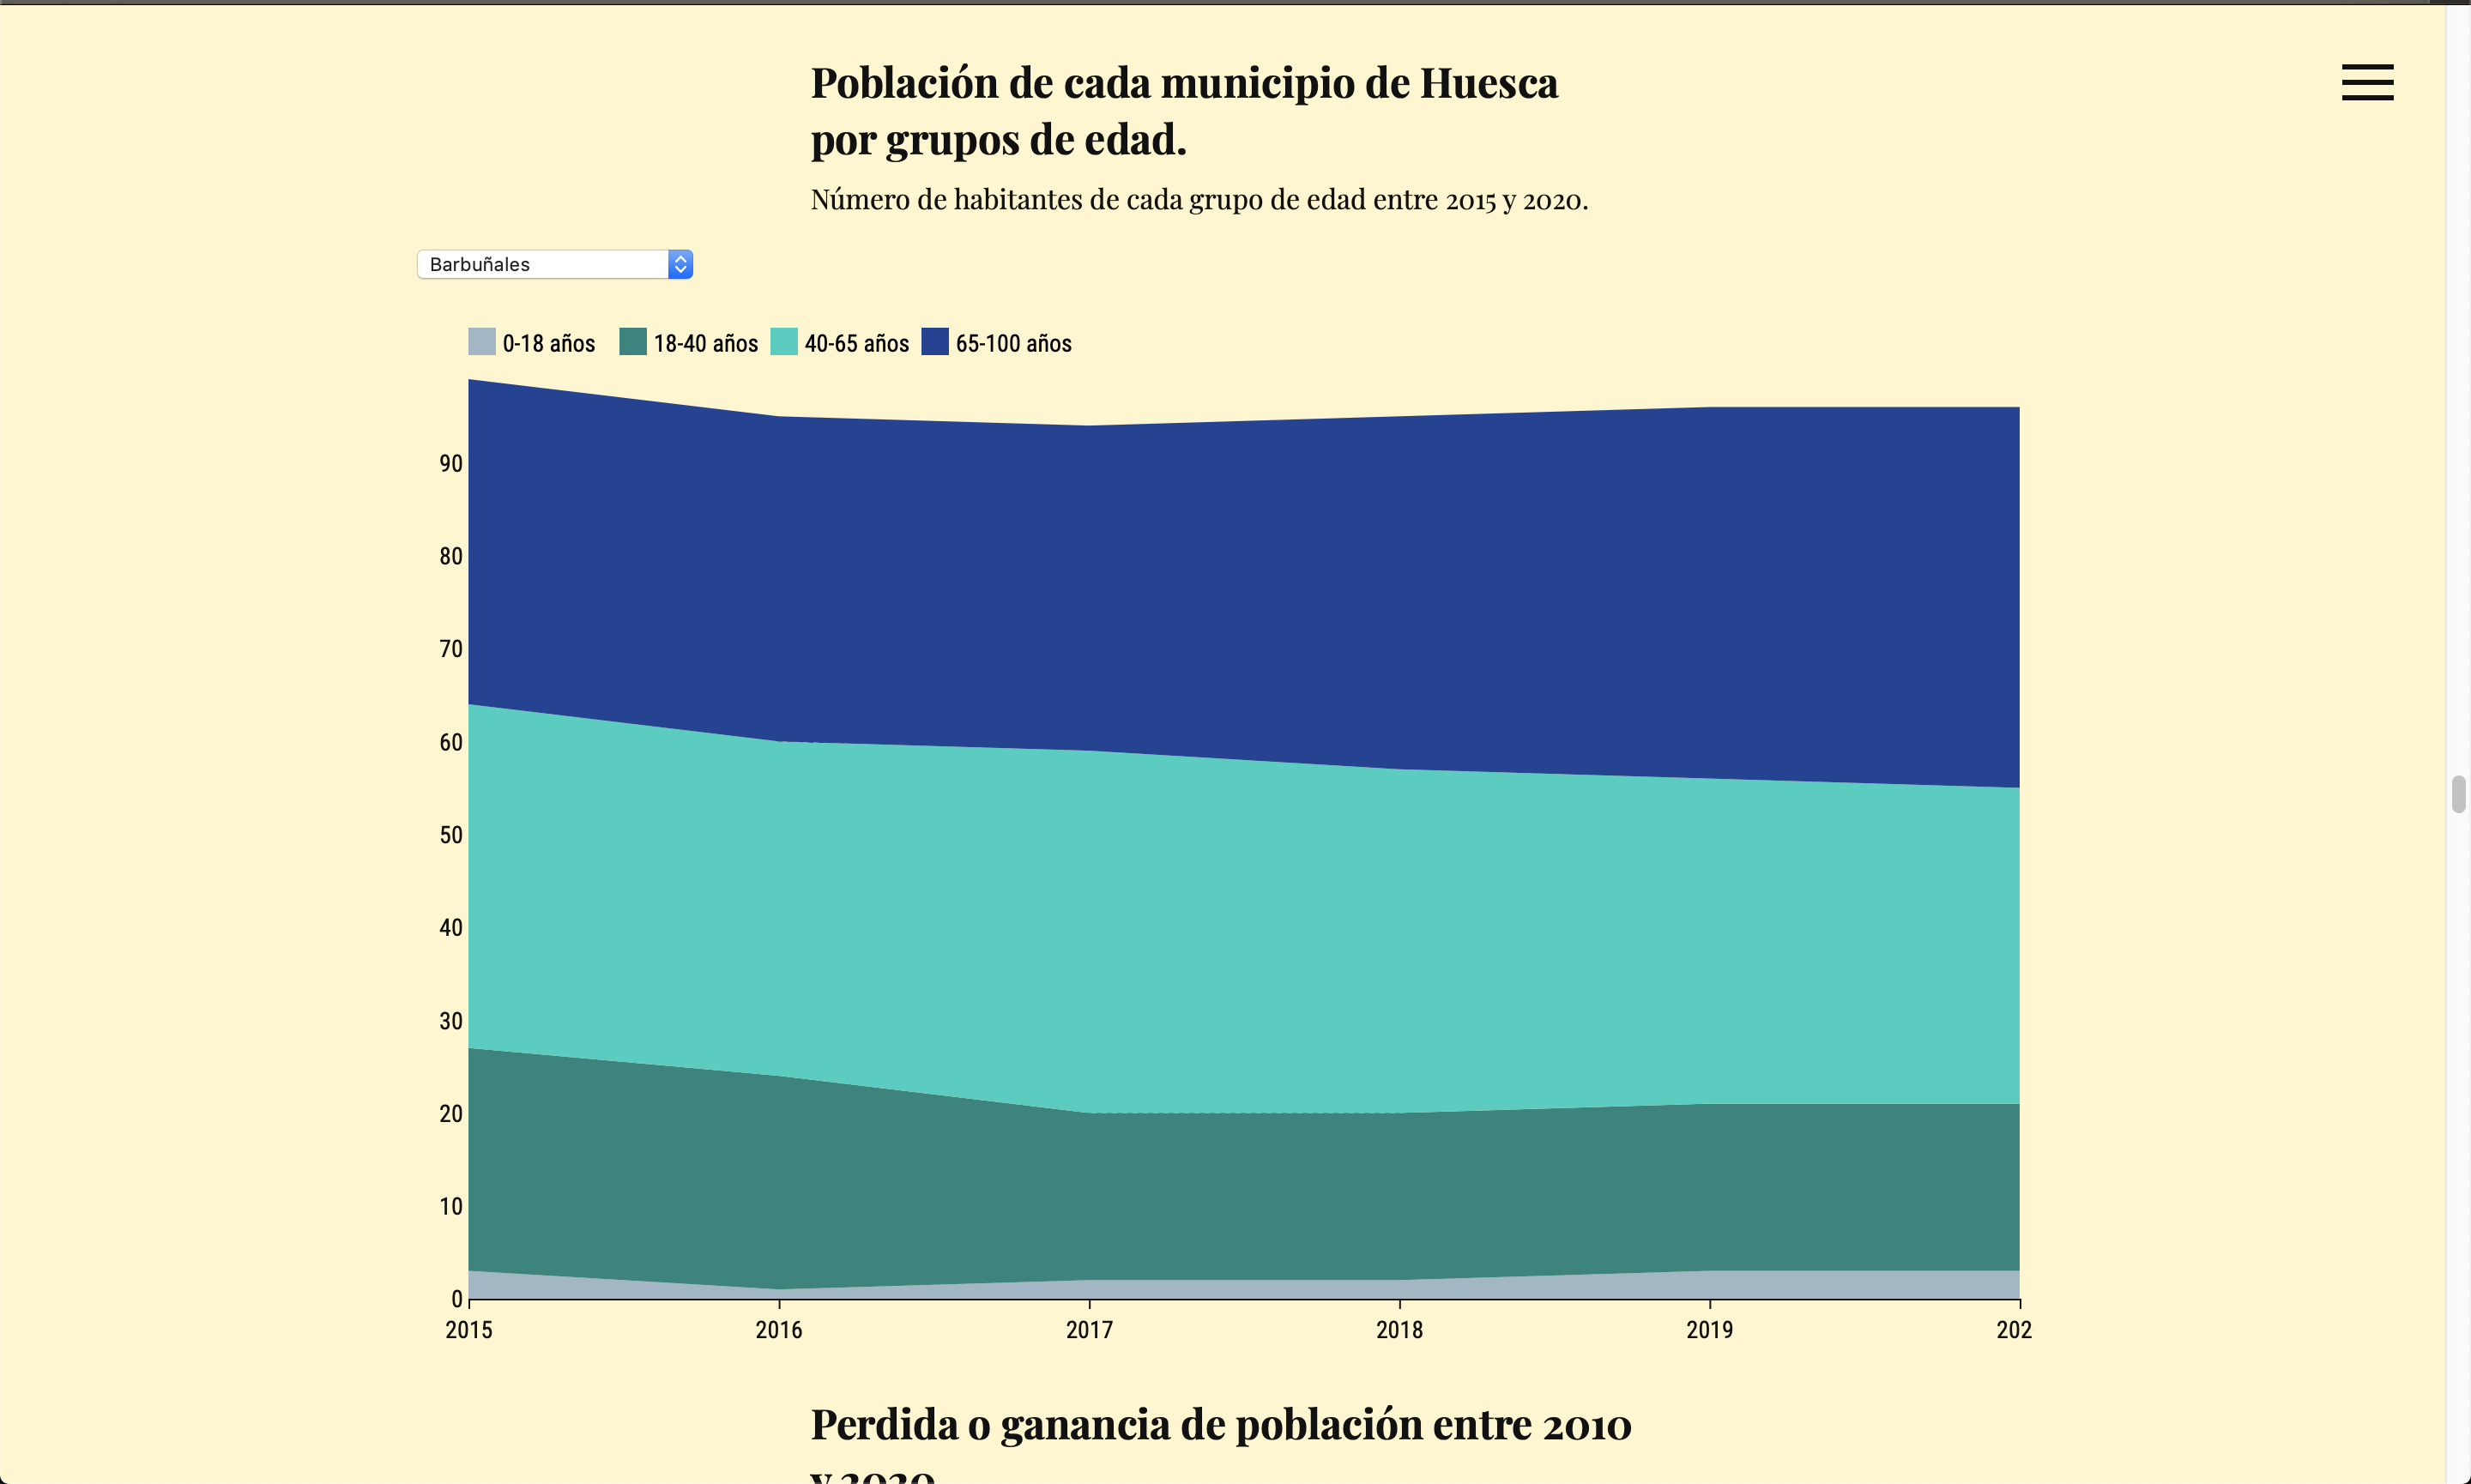 Población de cada municipio de Huesca
por grupos de edad.
Número de habitantes de cada grupo de edad entre 2015 y 2020.
Barbuñales
0-18 años 18-40 años 40-65 años 65-100 años
90
80
70
60
50
40
30
20
10
0
2015 2016 2017 2018 2019 202
Perdida o ganancia de población entre 2010
y 2020